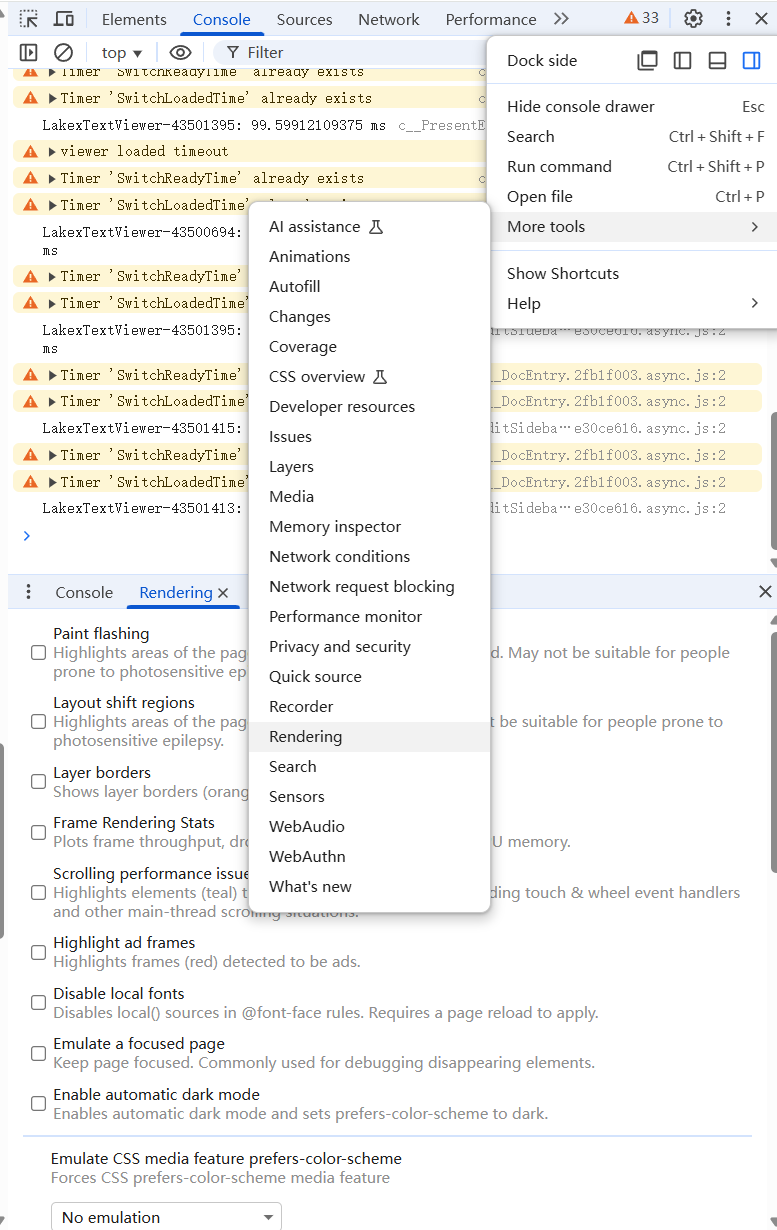 Elements Console Sources Network Performance 33
top Filter
Dock side
Hide console drawer Esc
Search Ctrl + Shift + F
Run command Ctrl + Shift + P
Open file Ctrl + P
More tools
Show Shortcuts
Help
Timer 'SwitchReadyTime' already exists
Timer 'SwitchLoadedTime' already exists
LakexTextViewer-43501395: 99.59912109375 ms c__PresentE
viewer loaded timeout
Timer 'SwitchReadyTime' already exists
Timer 'SwitchLoadedTime'
LakexTextViewer-43500694:
ms
Timer 'SwitchReadyTime'
Timer 'SwitchLoadedTime'
LakexTextViewer-43501395: ditSideba…e30ce616.async.js:2
ms
Timer 'SwitchReadyTime' _DocEntry.2fb1f003.async.js:2
Timer 'SwitchLoadedTime' _DocEntry.2fb1f003.async.js:2
LakexTextViewer-43501415: ditSideba…e30ce616.async.js:2
Timer 'SwitchReadyTime' _DocEntry.2fb1f003.async.js:2
Timer 'SwitchLoadedTime' _DocEntry.2fb1f003.async.js:2
LakexTextViewer-43501413: ditSideba…e30ce616.async.js:2
AI assistance
Animations
Autofill
Changes
Coverage
CSS overview
Developer resources
Issues
Layers
Media
Memory inspector
Network conditions
Network request blocking
Performance monitor
Privacy and security
Quick source
Recorder
Rendering
Search
Sensors
WebAudio
WebAuthn
What's new
Console Rendering
Paint flashing
Highlights areas of the pag d. May not be suitable for people
prone to photosensitive ep
Layout shift regions
Highlights areas of the pag t be suitable for people prone to
photosensitive epilepsy.
Layer borders
Shows layer borders (orang
Frame Rendering Stats
Plots frame throughput, dro U memory.
Scrolling performance issue
Highlights elements (teal) t ding touch & wheel event handlers
and other main-thread scrolling situations.
Highlight ad frames
Highlights frames (red) detected to be ads.
Disable local fonts
Disables local() sources in @font-face rules. Requires a page reload to apply.
Emulate a focused page
Keep page focused. Commonly used for debugging disappearing elements.
Enable automatic dark mode
Enables automatic dark mode and sets prefers-color-scheme to dark.
Emulate CSS media feature prefers-color-scheme
Forces CSS prefers-color-scheme media feature
No emulation